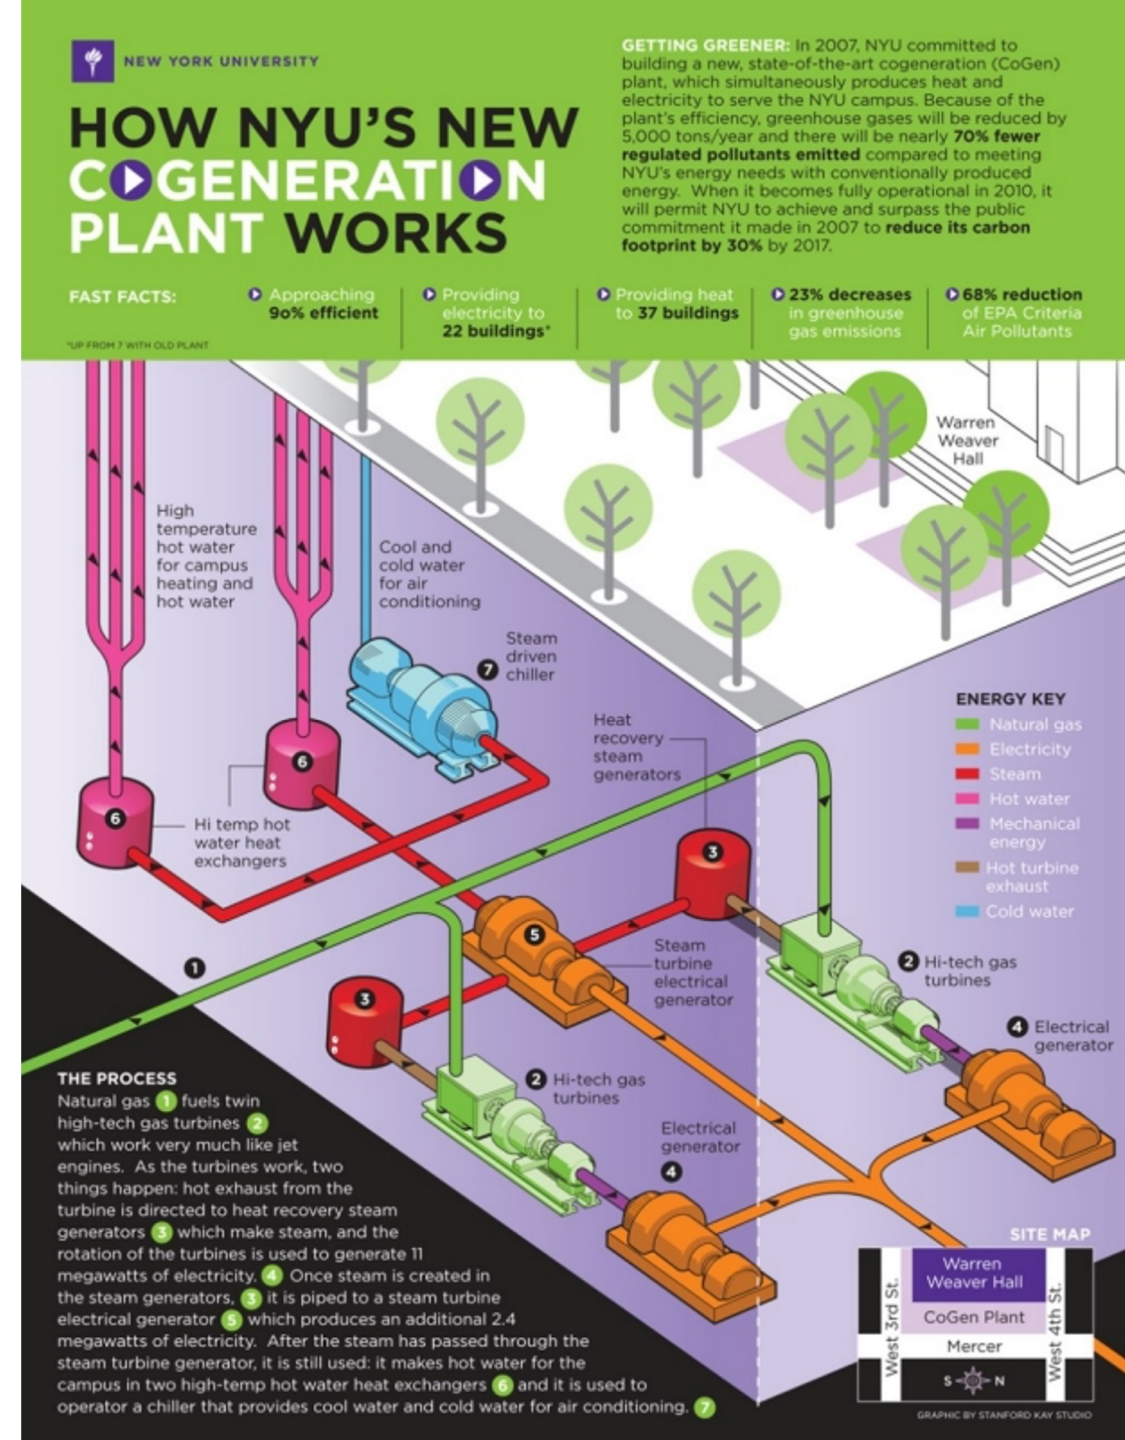 NEW YORK UNIVERSITY
HOW NYU'S NEW
COGENERATION
PLANT WORKS
GETTING GREENER: In 2007, NYU committed to
building a new, state-of-the-art cogeneration (CoGen)
plant, which simultaneously produces heat and
electricity to serve the NYU campus. Because of the
plant's efficiency, greenhouse gases will be reduced by
5,000 tons/year and there will be nearly 70% fewer
regulated pollutants emitted compared to meeting
NYU's energy needs with conventionally produced
energy. When it becomes fully operational in 2010, it
will permit NYU to achieve and surpass the public
commitment it made in 2007 to reduce its carbon
footprint by 30% by 2017.
FAST FACTS:
Approaching
90% efficient
Providing
electricity to
22 buildings*
Providing heat
to 37 buildings
23% decreases
in greenhouse
gas emissions
68% reduction
of EPA Criteria
Air Pollutants
*UP FROM 7 WITH OLD PLANT
Warren
Weaver
Hall
High
temperature
hot water
for campus
heating and
hot water
Cool and
cold water
for air
conditioning
Steam
driven
chiller
7
Heat
recovery
steam
generators
ENERGY KEY
Natural gas
Electricity
Steam
Hot water
Mechanical
energy
Hot turbine
exhaust
Cold water
6
6
Hi temp hot
water heat
exchangers
3
5
Steam
turbine
electrical
generator
2 Hi-tech gas
turbines
1
3
4 Electrical
generator
2 Hi-tech gas
turbines
Electrical
generator
4
THE PROCESS
Natural gas 1 fuels twin
high-tech gas turbines 2
which work very much like jet
engines. As the turbines work, two
things happen: hot exhaust from the
turbine is directed to heat recovery steam
generators 3 which make steam, and the
rotation of the turbines is used to generate 11
megawatts of electricity. 4 Once steam is created in
the steam generators, 3 it is piped to a steam turbine
electrical generator 5 which produces an additional 2.4
megawatts of electricity. After the steam has passed through the
steam turbine generator, it is still used: it makes hot water for the
campus in two high-temp hot water heat exchangers 6 and it is used to
operator a chiller that provides cool water and cold water for air conditioning. 7
SITE MAP
Warren
Weaver Hall
CoGen Plant
Mercer
West 3rd St.
West 4th St.
S N
GRAPHIC BY STANFORD KAY STUDIO